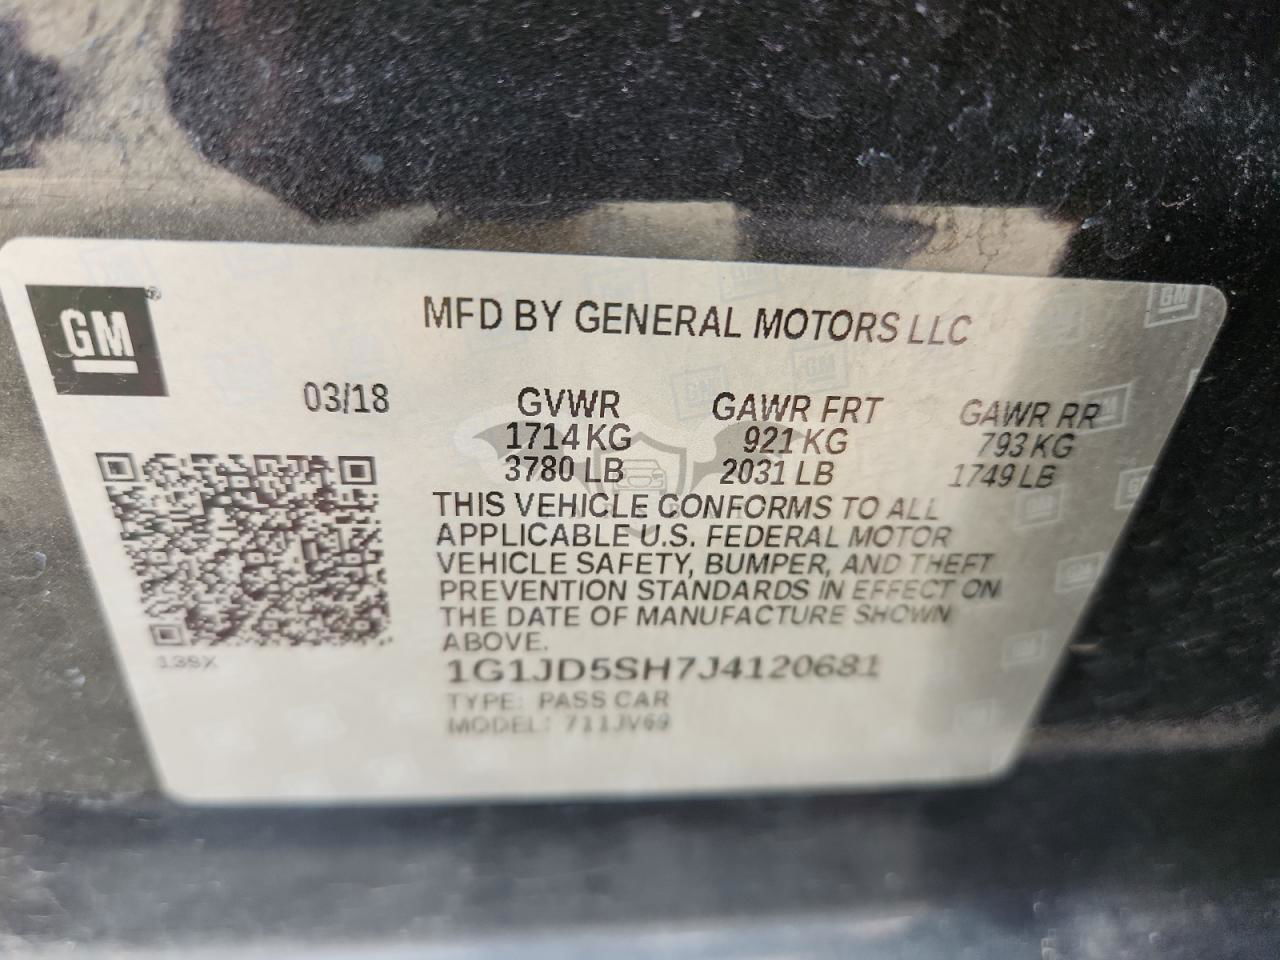 GM
MFD BY GENERAL MOTORS LLC
03/18 GVWR GAWR FRT GAWR RR
1714 KG 921 KG 793 KG
3780 LB 2031 LB 1749 LB
THIS VEHICLE CONFORMS TO ALL
APPLICABLE U.S. FEDERAL MOTOR
VEHICLE SAFETY, BUMPER, AND THEFT
PREVENTION STANDARDS IN EFFECT ON
THE DATE OF MANUFACTURE SHOWN
ABOVE.
1G1JD5SH7J4120681
TYPE: PASS CAR
MODEL: 711JV69